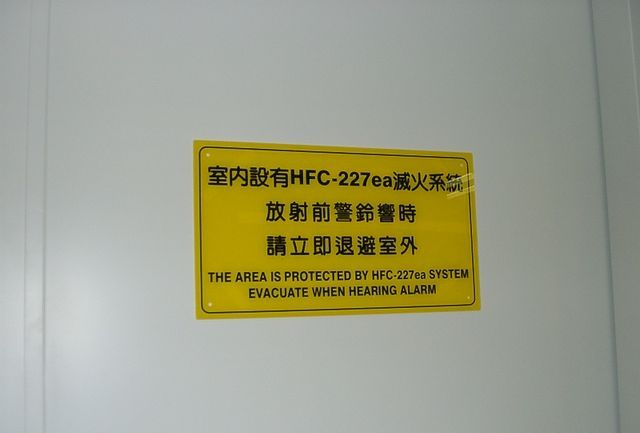 室內設有HFC-227ea滅火系統
放射前警鈴響時
請立即退避室外
THE AREA IS PROTECTED BY HFC-227ea SYSTEM
EVACUATE WHEN HEARING ALARM